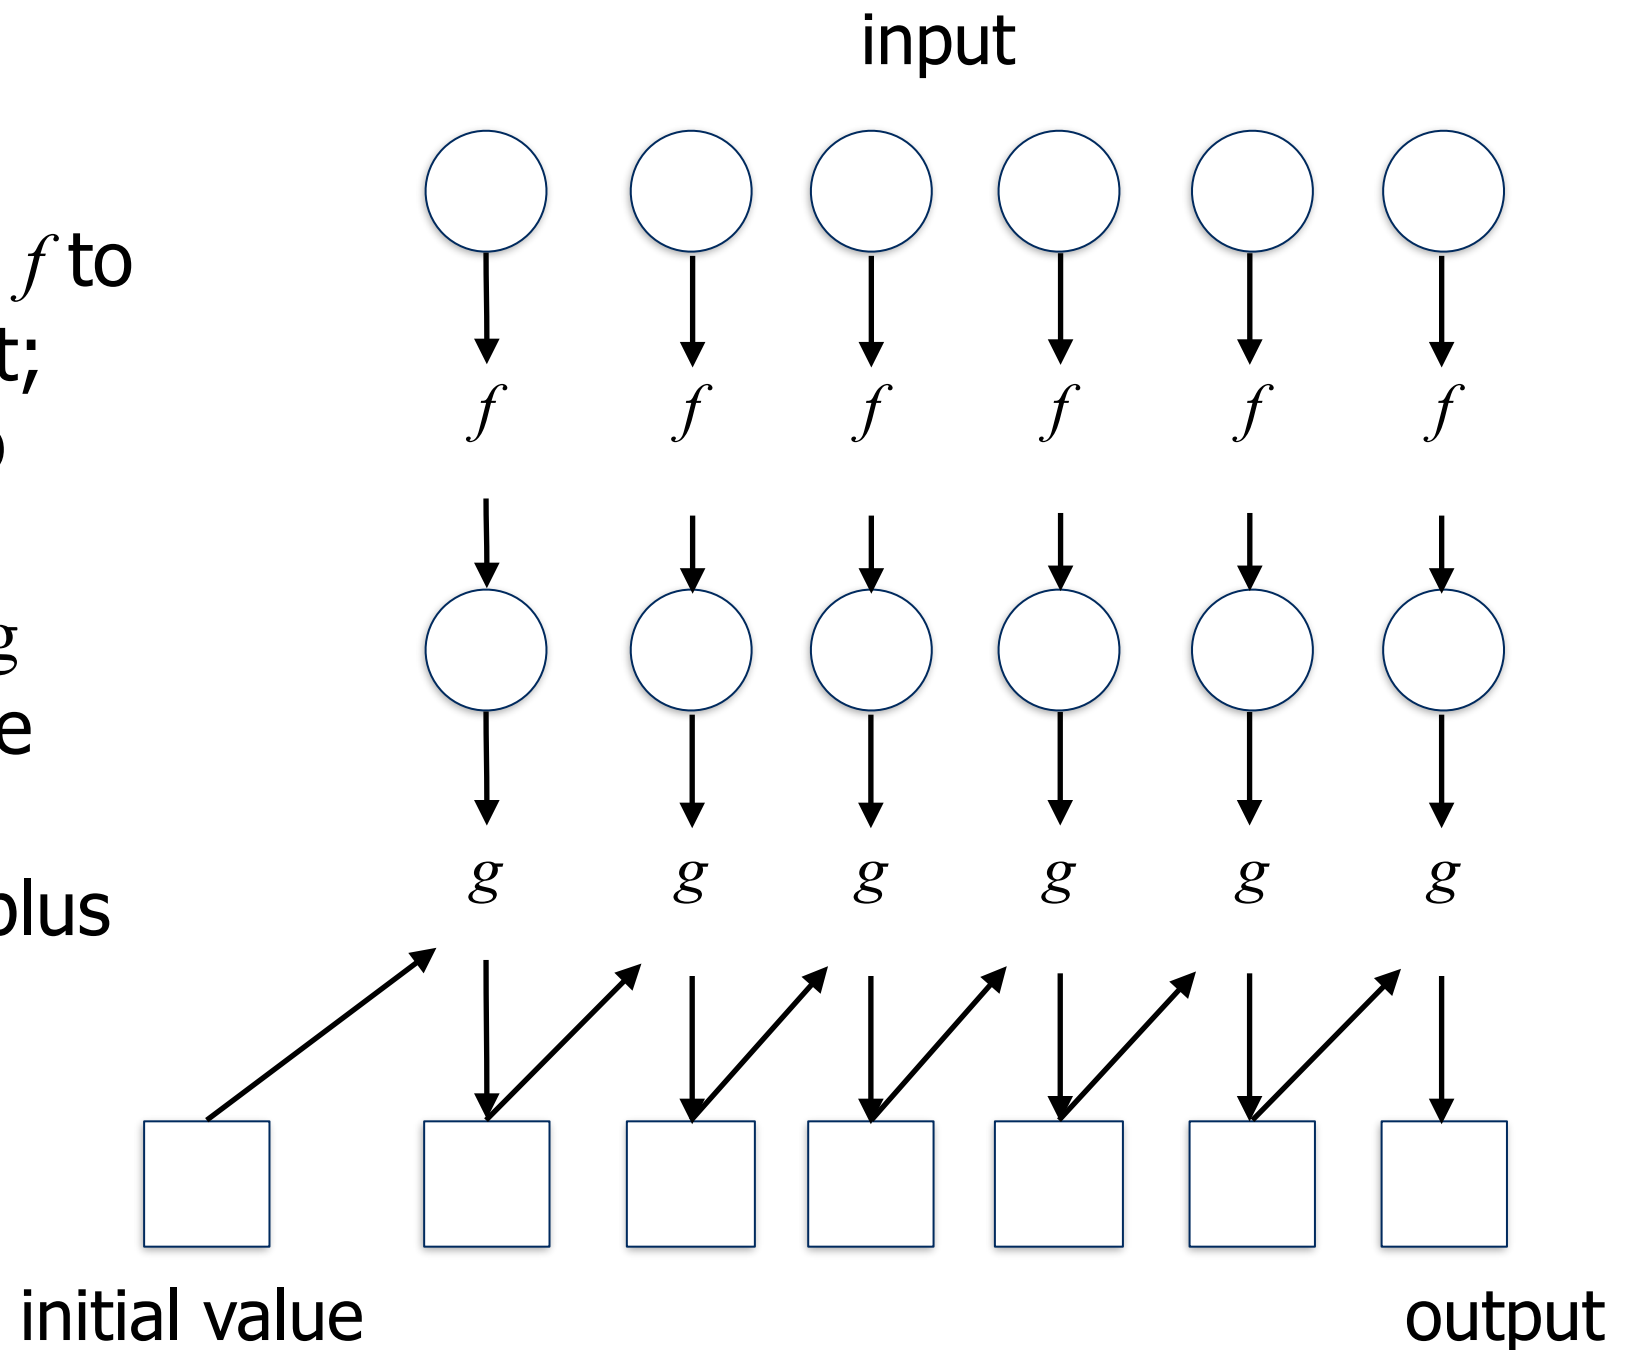 input
f to
t;
f f f f f f
g
e
g g g g g g
plus
initial value
output